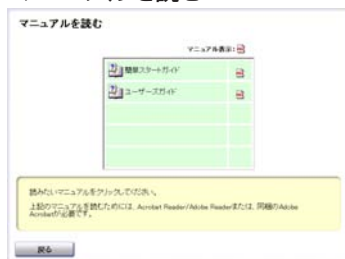 マニュアルを読む
マニュアル表示:
簡単スタートガイド
ユーザーズガイド
読みたいマニュアルをクリックしてください。
上記のマニュアルを読むためには、Acrobat Reader/Adobe Readerまたは、同梱のAdobe
Acrobatが必要です。
戻る